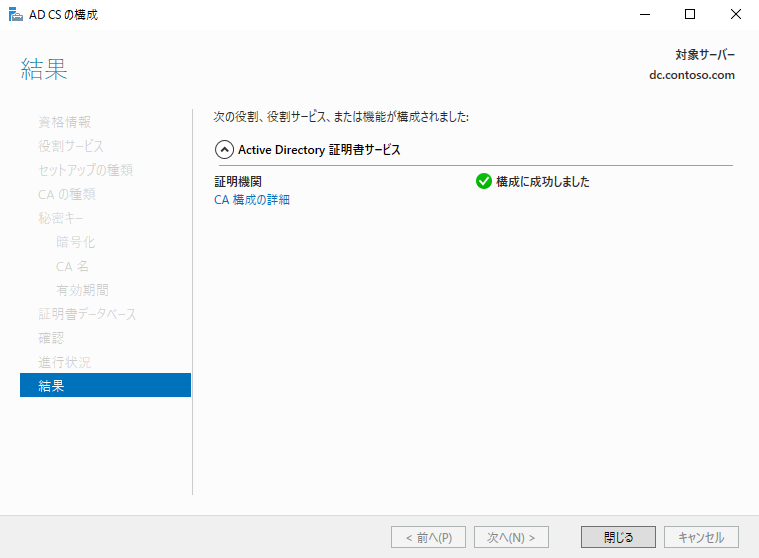 AD CS の構成
結果
対象サーバー
dc.contoso.com
資格情報
役割サービス
セットアップの種類
CA の種類
秘密キー
暗号化
CA 名
有効期間
証明書データベース
確認
進行状況
結果
次の役割、役割サービス、または機能が構成されました:
Active Directory 証明書サービス
証明機関 構成に成功しました
CA 構成の詳細
< 前へ(P) 次へ(N) > 閉じる キャンセル